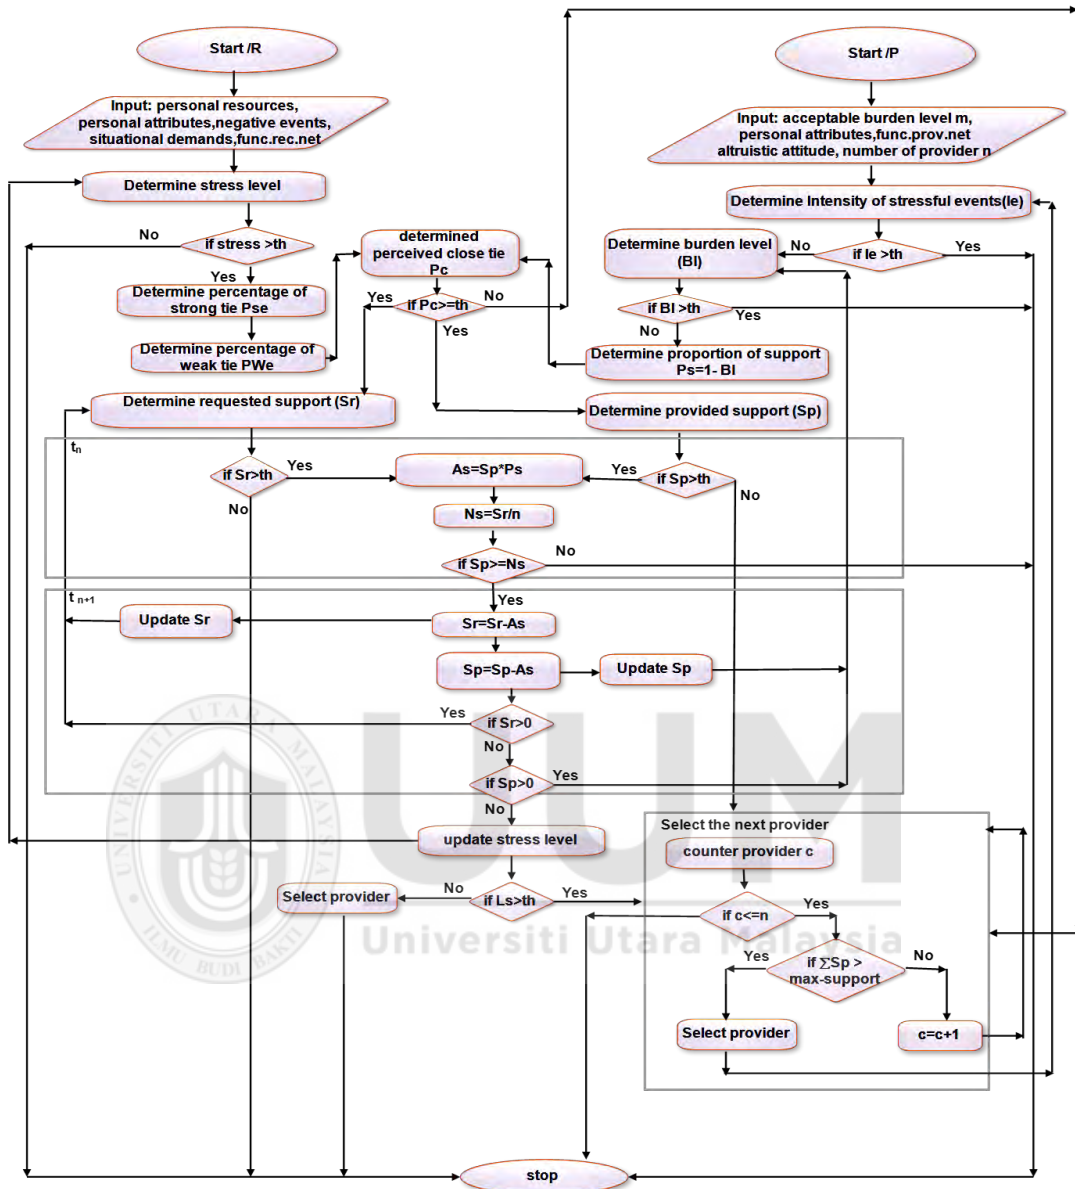 Start /R
Start /P
Input: personal resources,
personal attributes,negative events,
situational demands,func.rec.net
Input: acceptable burden level m,
personal attributes,func.prov.net
altruistic attitude, number of provider n
Determine stress level
Determine Intensity of stressful events(Ie)
No
if stress >th
Yes
determined
perceived close tie
Pc
Determine burden level
(Bl)
No
if Ie >th
Yes
Determine percentage of
strong tie Pse
Yes
if Pc>=th
No
Yes
if Bl >th
Yes
No
Determine percentage of
weak tie PWe
Determine proportion of support
Ps=1- Bl
Determine requested support (Sr)
Determine provided support (Sp)
tn
if Sr>th
Yes
No
As=Sp*Ps
Yes
if Sp>th
No
Ns=Sr/n
if Sp>=Ns
No
Yes
t n+1
Update Sr
Sr=Sr-As
Sp=Sp-As
Update Sp
Yes
if Sr>0
No
if Sp>0
Yes
No
update stress level
Select the next provider
counter provider c
Select provider
No
if Ls>th
Yes
if c<=n
Yes
Yes
if ∑Sp >
max-support
No
Select provider
c=c+1
stop
UNIVERSITI UTARA MALAYSIA
ILMU BUDI BAKTI
UUM
Universiti Utara Malaysia